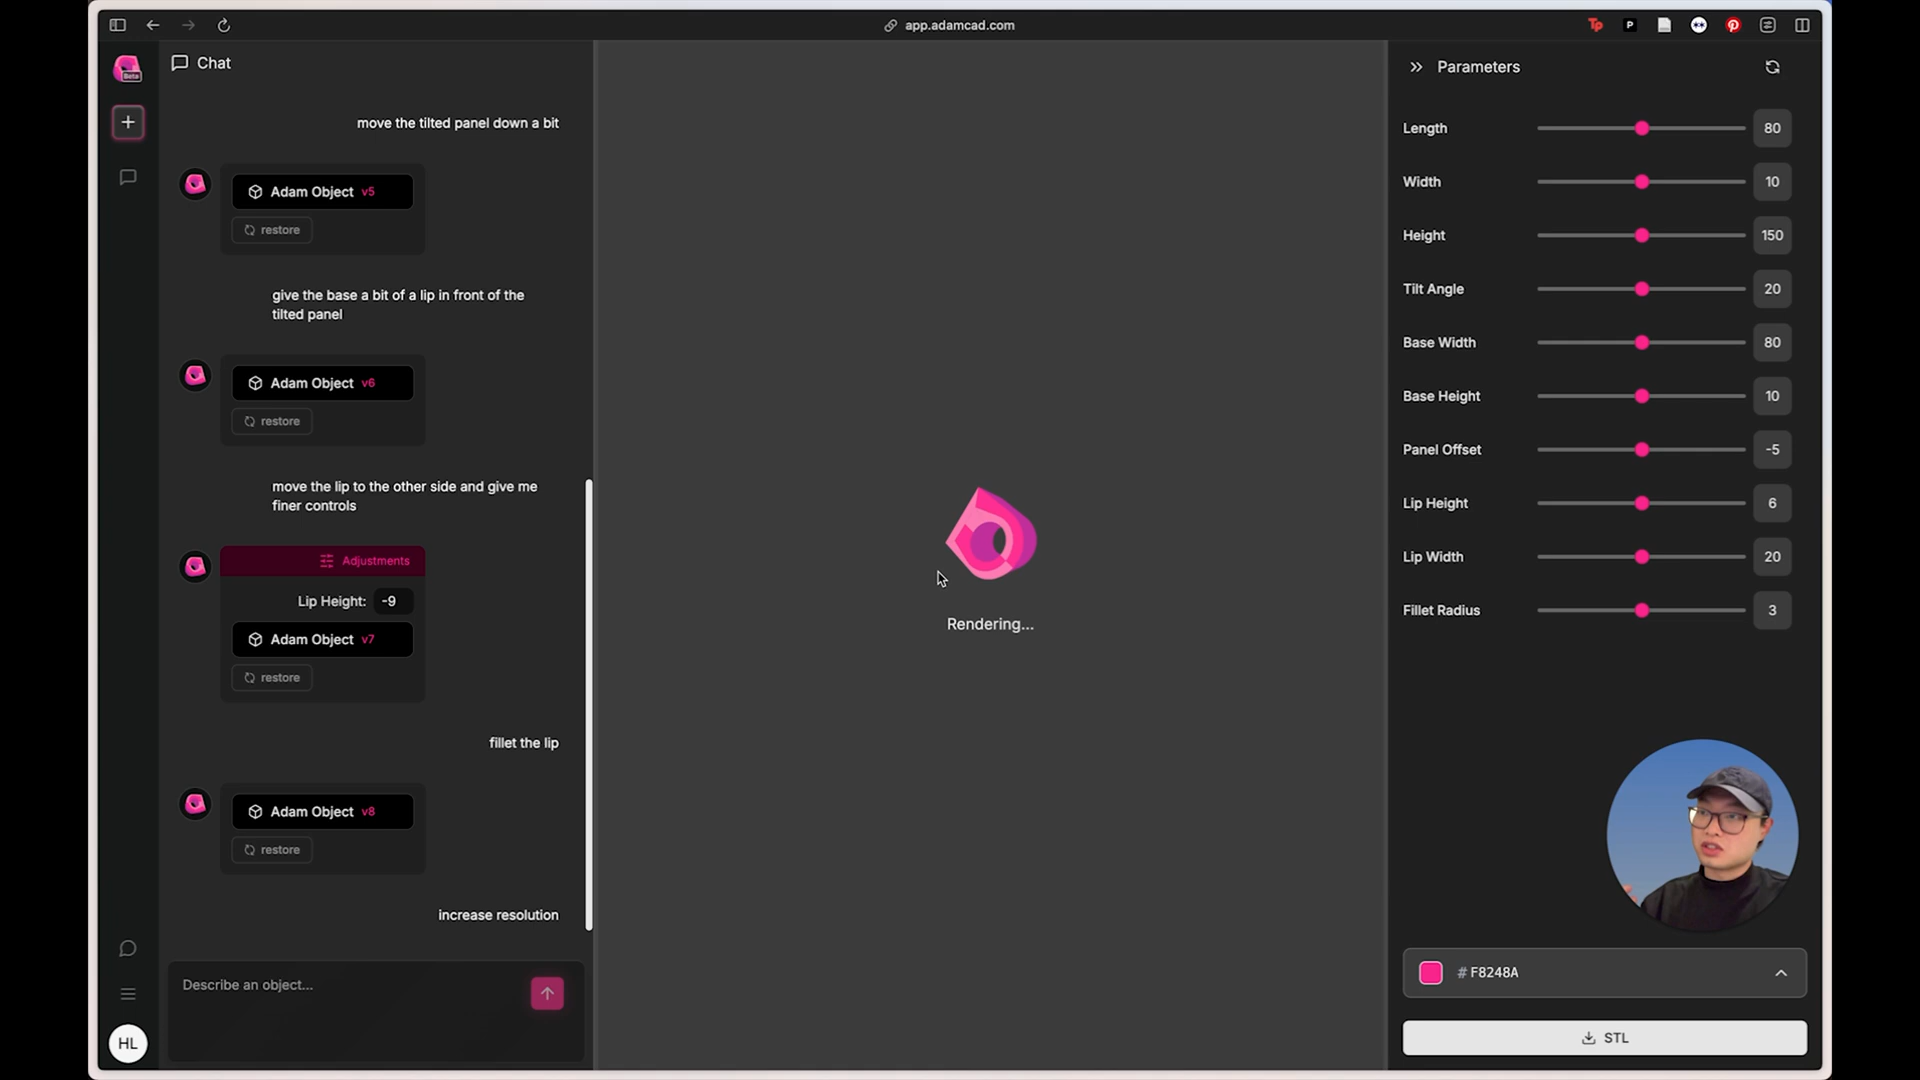 app.adamcad.com
Tp
P
Beta
Chat
move the tilted panel down a bit
Adam Object v5
restore
give the base a bit of a lip in front of the
tilted panel
Adam Object v6
restore
move the lip to the other side and give me
finer controls
Adjustments
Lip Height: -9
Adam Object v7
restore
fillet the lip
Adam Object v8
restore
increase resolution
Describe an object...
HL
Rendering...
Parameters
Length 80
Width 10
Height 150
Tilt Angle 20
Base Width 80
Base Height 10
Panel Offset -5
Lip Height 6
Lip Width 20
Fillet Radius 3
# F8248A
STL